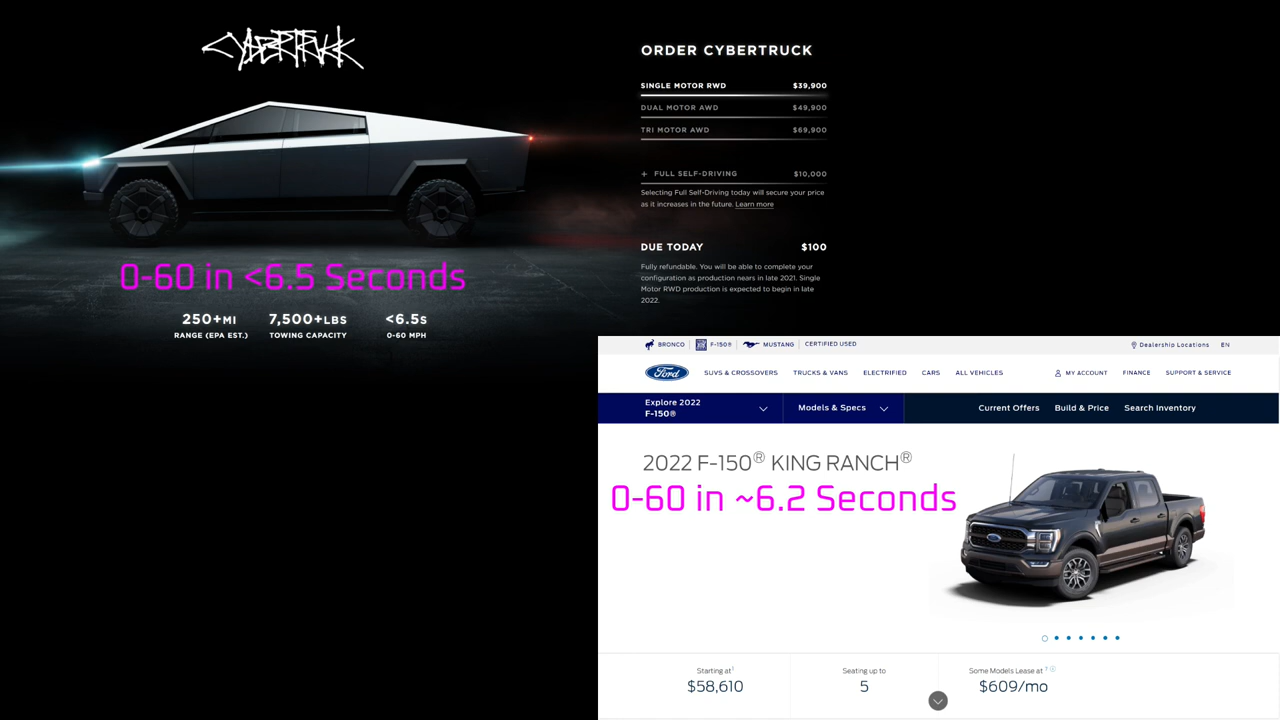 CYBERTRUCK
ORDER CYBERTRUCK
SINGLE MOTOR RWD $39,900
DUAL MOTOR AWD $49,900
TRI MOTOR AWD $69,900
+ FULL SELF-DRIVING $10,000
Selecting Full Self-Driving today will secure your price
as it increases in the future. Learn more
DUE TODAY $100
Fully refundable. You will be able to complete your
configuration as production nears in late 2021. Single
Motor RWD production is expected to begin in late
2022.
0-60 in <6.5 Seconds
250+MI 7,500+LBS <6.5S
RANGE (EPA EST.) TOWING CAPACITY 0-60 MPH
BRONCO F-150® MUSTANG CERTIFIED USED Dealership Locations EN
Ford SUVS & CROSSOVERS TRUCKS & VANS ELECTRIFIED CARS ALL VEHICLES MY ACCOUNT FINANCE SUPPORT & SERVICE
Explore 2022
F-150® Models & Specs Current Offers Build & Price Search Inventory
2022 F-150® KING RANCH®
0-60 in ~6.2 Seconds
Starting at¹ Seating up to Some Models Lease at ⁷
$58,610 5 $609/mo